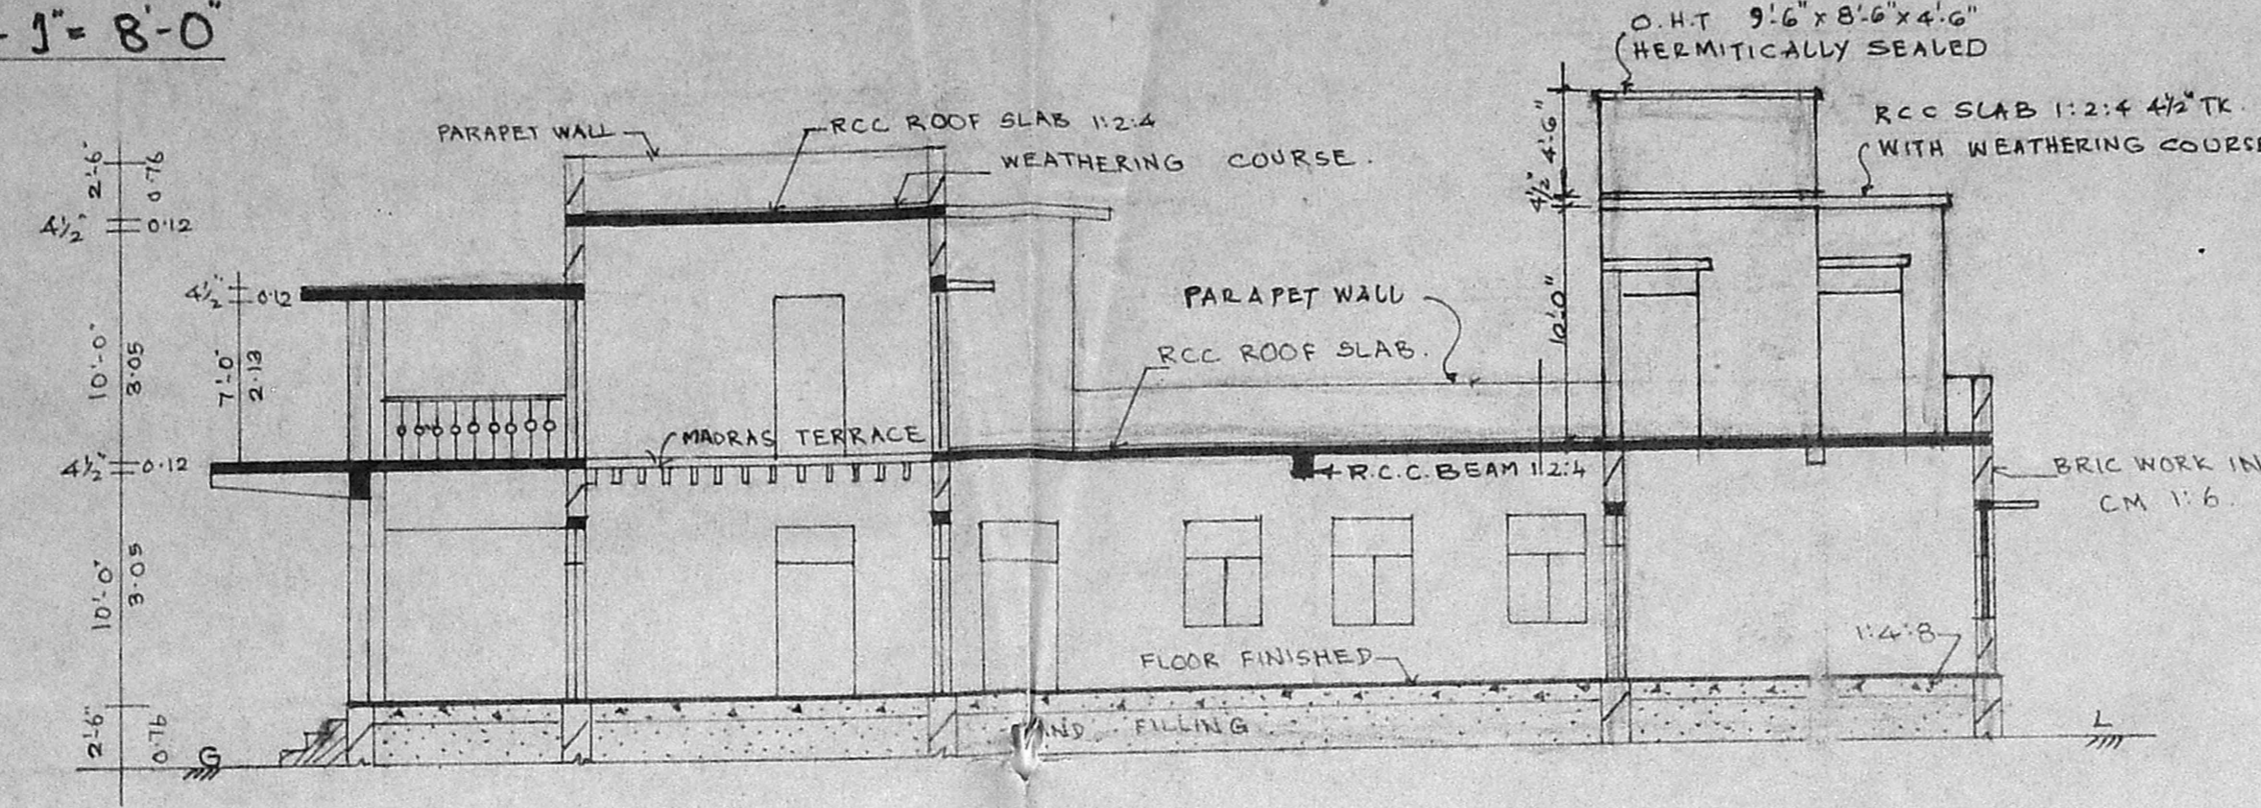 - 1" = 8'-0"
O.H.T 9'-6" x 8'-6" x 4'-6"
HERMITICALLY SEALED
RCC SLAB 1:2:4 4½" TK.
WITH WEATHERING COURSE
PARAPET WALL
RCC ROOF SLAB 1:2:4
WEATHERING COURSE.
2'-6"
0.76
4½"
0.12
4½"
0.12
10'-0"
3.05
7'-0"
2.13
4½"
0.12
10'-0"
3.05
2'-6"
0.76
4'-6"
4½"
10'-0"
PARAPET WALL
RCC ROOF SLAB.
MADRAS TERRACE
R.C.C. BEAM 1:2:4
BRIC WORK IN
CM 1:6.
1:4:8
FLOOR FINISHED
AND FILLING
G
L